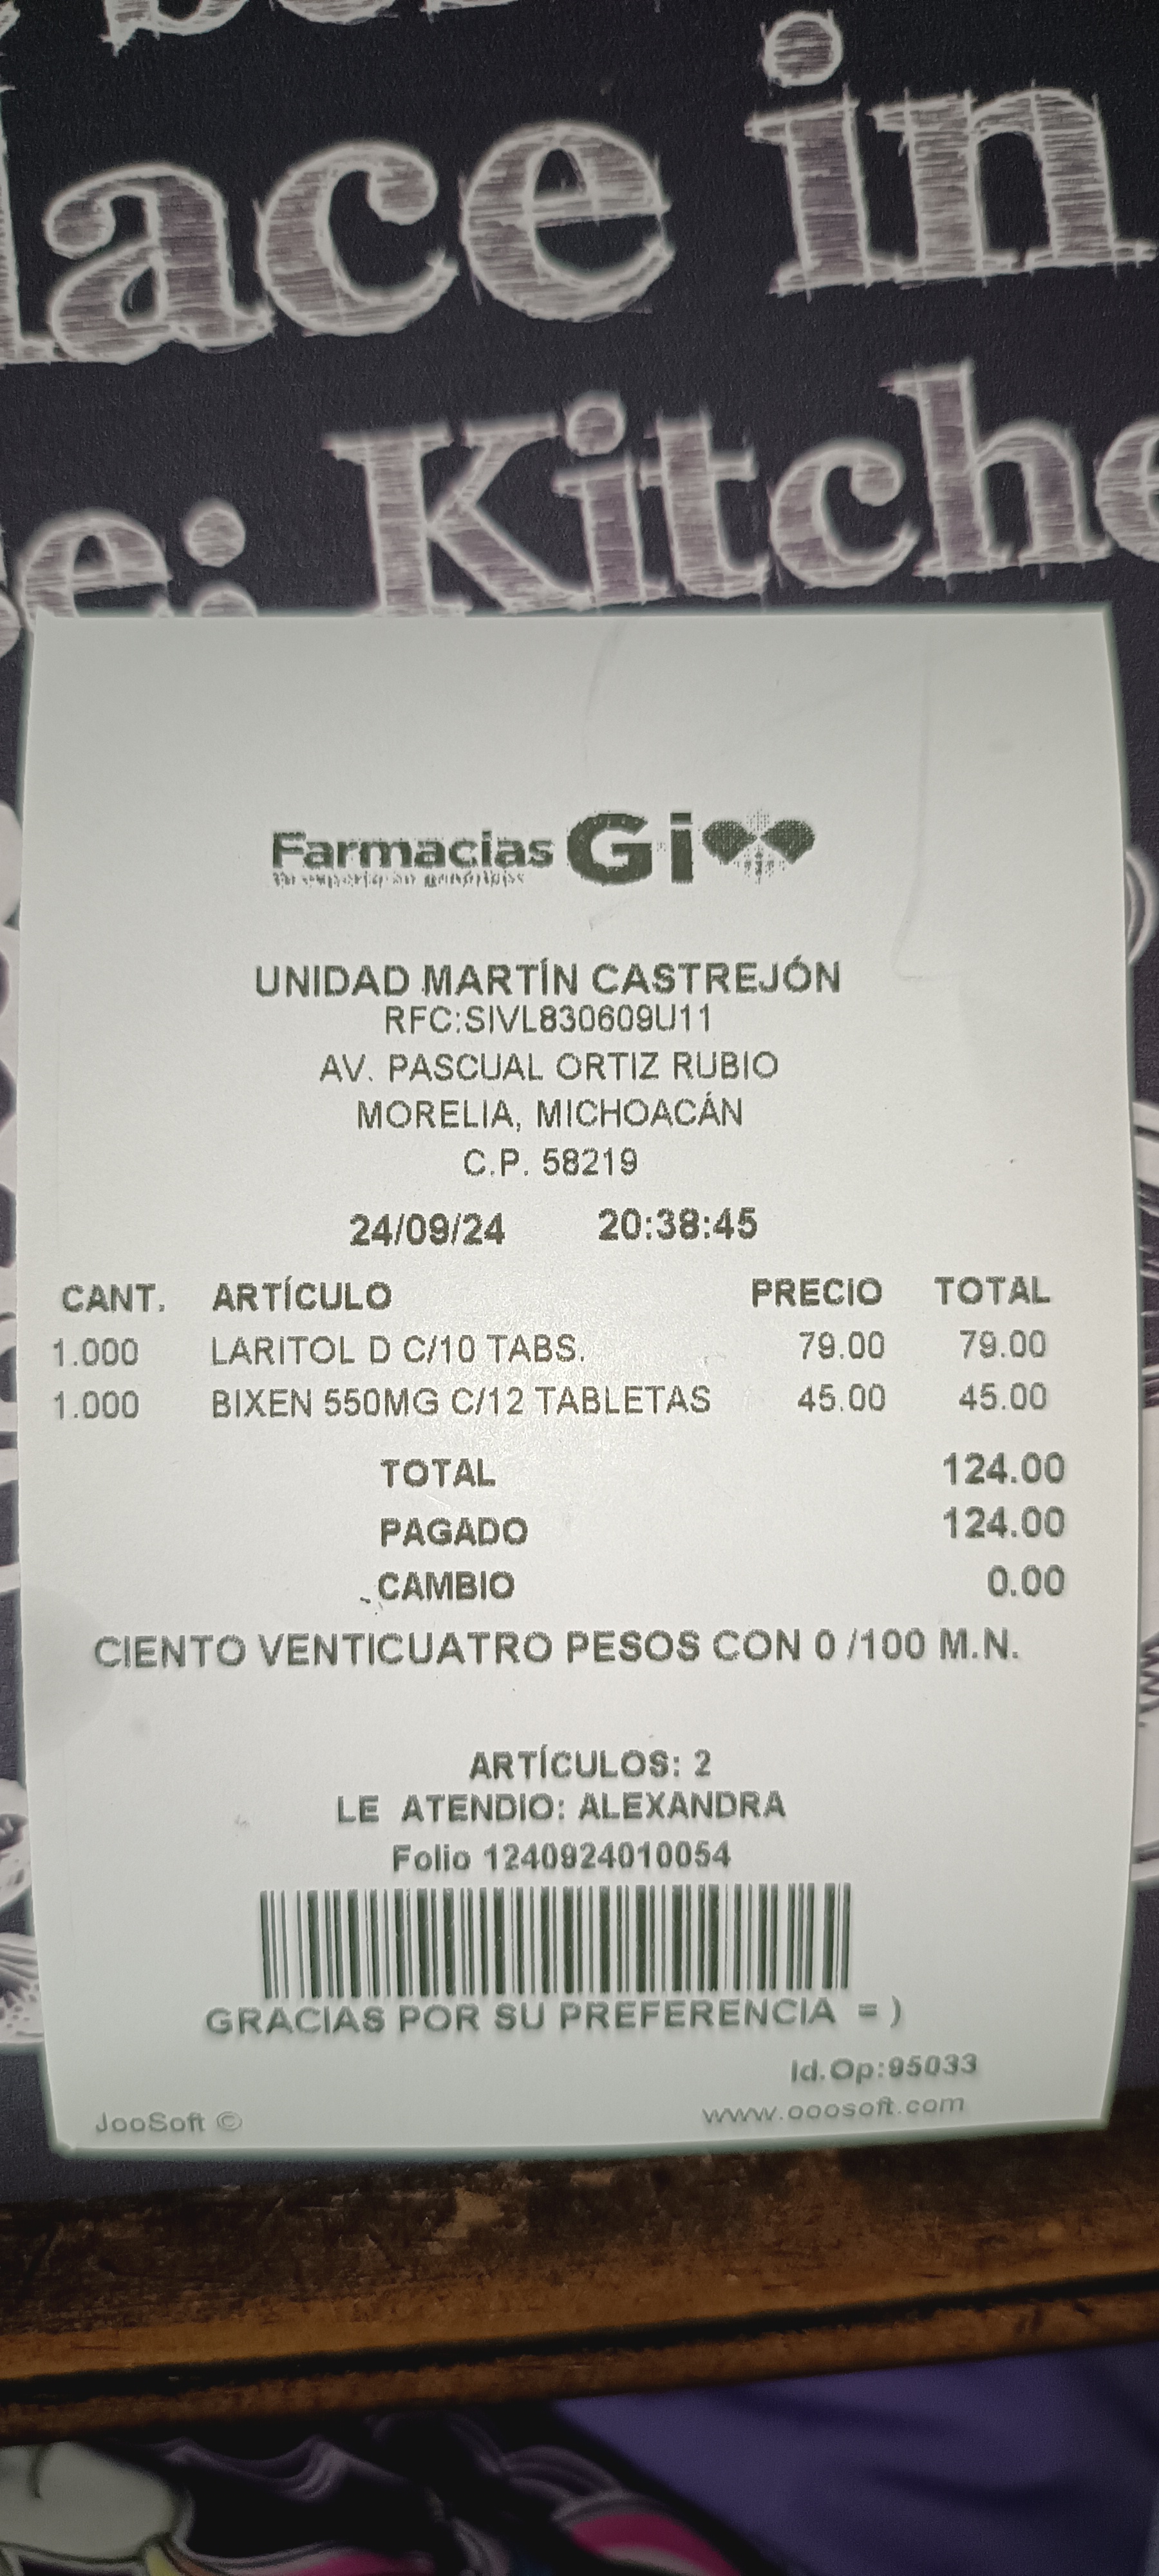 lace in
e: Kitche
Farmacias Gi
UNIDAD MARTÍN CASTREJÓN
RFC:SIVL830609U11
AV. PASCUAL ORTIZ RUBIO
MORELIA, MICHOACÁN
C.P. 58219
24/09/24 20:38:45
CANT. ARTÍCULO PRECIO TOTAL
1.000 LARITOL D C/10 TABS. 79.00 79.00
1.000 BIXEN 550MG C/12 TABLETAS 45.00 45.00
TOTAL 124.00
PAGADO 124.00
CAMBIO 0.00
CIENTO VENTICUATRO PESOS CON 0 /100 M.N.
ARTÍCULOS: 2
LE ATENDIO: ALEXANDRA
Folio 1240924010054
GRACIAS POR SU PREFERENCIA = )
Id.Op:95033
JooSoft © www.ooosoft.com